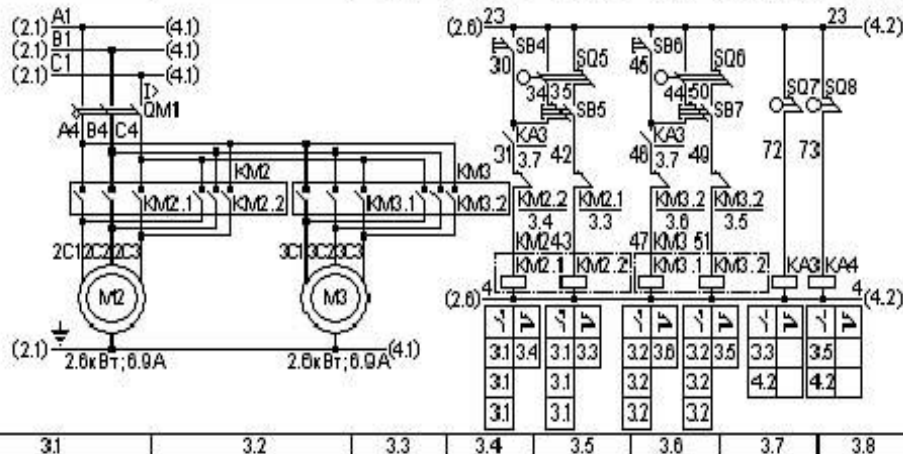 (2.1) A1 (4.1)
(2.1) B1 (4.1)
(2.1) C1 (4.1)
I>
QM1
A4 B4 C4
KM2
KM3
KM2.1
KM2.2
KM3.1
KM3.2
2C1 2C2 2C3
3C1 3C2 3C3
M2
M3
(2.1) (4.1)
2.6кВт; 6.9А
2.6кВт; 6.9А
(2.6) 23 23 (4.2)
SB4
SB6
30
45
SQ5
SQ6
34 35
44 50
SQ7
SQ8
SB5
SB7
KA3
3.7
KA3
3.7
31 42
46 49
72 73
KM2.2
3.4
KM2.1
3.3
KM3.2
3.6
KM3.2
3.5
KM2 43
47 KM3 51
KM2.1
KM2.2
KM3.1
KM3.2
KA3
KA4
(2.6) 4 4 (4.2)
3.1 3.4 3.1 3.3 3.2 3.6 3.2 3.5 3.3 3.5
3.1 3.1 3.2 3.2 4.2 4.2
3.1 3.1 3.2 3.2
3.1 3.2 3.3 3.4 3.5 3.6 3.7 3.8